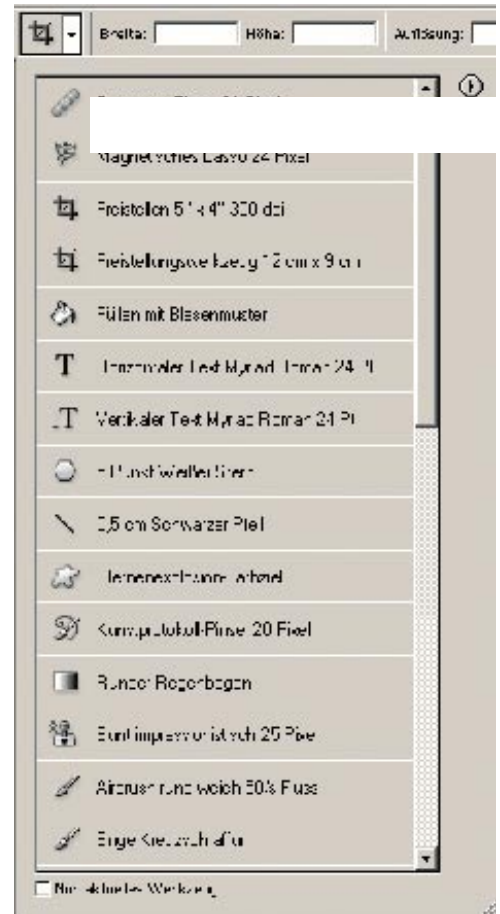 Breite: Höhe: Auflösung:
Magnetisches Lasso 24 Pixel
Freistellen 5" x 4" 300 dpi
Freistellungswerkzeug 12 cm x 9 cm
Füllen mit Blasenmuster
Horizontaler Text Myriad Roman 24 Pt
Vertikaler Text Myriad Roman 24 Pt
Weißer Stern
0,5 cm Schwarzer Pfeil
Kunstprotokoll-Pinsel 20 Pixel
Runder Regenbogen
Bunt impressionistisch 25 Pixel
Airbrush rund weich 50% Fluss
Enge Kreuzschraffur
Nur aktuelles Werkzeug